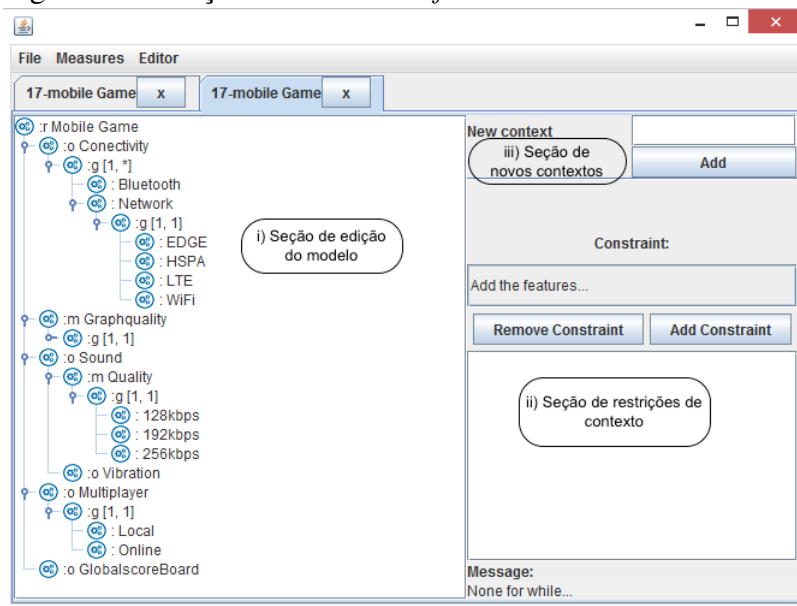 File Measures Editor
17-mobile Game x 17-mobile Game x
:r Mobile Game
:o Conectivity
:g [1, *]
: Bluetooth
: Network
:g [1, 1]
: EDGE
: HSPA
: LTE
: WiFi
:m Graphquality
:g [1, 1]
:o Sound
:m Quality
:g [1, 1]
: 128kbps
: 192kbps
: 256kbps
:o Vibration
:o Multiplayer
:g [1, 1]
: Local
: Online
:o GlobalscoreBoard
i) Seção de edição
do modelo
New context
iii) Seção de
novos contextos
Add
Constraint:
Add the features...
Remove Constraint Add Constraint
ii) Seção de restrições de
contexto
Message:
None for while...